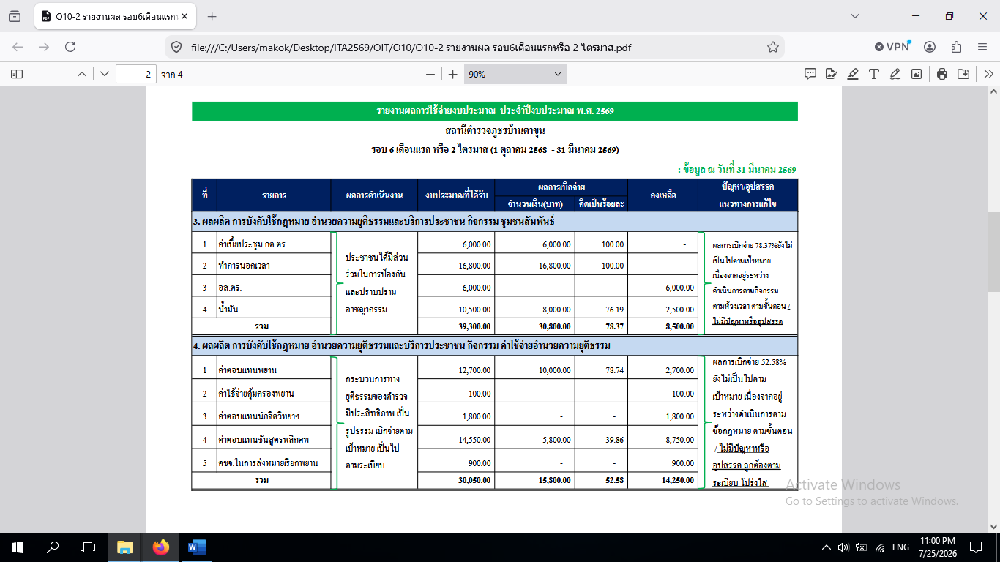 O10-2 รายงานผล รอบ6เดือนแรกห
file:///C:/Users/makok/Desktop/ITA2569/OIT/O10/O10-2 รายงานผล รอบ6เดือนแรกหรือ 2 ไตรมาส.pdf
VPN
2 จาก 4
90%
รายงานผลการใช้จ่ายงบประมาณ ประจำปีงบประมาณ พ.ศ. 2569
สถานีตำรวจภูธรบ้านตาขุน
รอบ 6 เดือนแรก หรือ 2 ไตรมาส (1 ตุลาคม 2568 - 31 มีนาคม 2569)
: ข้อมูล ณ วันที่ 31 มีนาคม 2569
ที่ รายการ ผลการดำเนินงาน งบประมาณที่ได้รับ ผลการเบิกจ่าย คงเหลือ ปัญหา/อุปสรรค
จำนวนเงิน(บาท) คิดเป็นร้อยละ แนวทางการแก้ไข
3. ผลผลิต การบังคับใช้กฎหมาย อำนวยความยุติธรรมและบริการประชาชน กิจกรรม ชุมชนสัมพันธ์
1 ค่าเบี้ยประชุม กต.ตร 6,000.00 6,000.00 100.00 -
2 ทำการนอกเวลา 16,800.00 16,800.00 100.00 -
3 อส.ตร. 6,000.00 - - 6,000.00
4 น้ำมัน 10,500.00 8,000.00 76.19 2,500.00
รวม 39,300.00 30,800.00 78.37 8,500.00
ประชาชนได้มีส่วน
ร่วมในการป้องกัน
และปราบปราม
อาชญากรรม
ผลการเบิกจ่าย 78.37%ยังไม่
เป็นไปตามเป้าหมาย
เนื่องจากอยู่ระหว่าง
ดำเนินการตามกิจกรรม
ตามห้วงเวลา ตามขั้นตอน /
ไม่มีปัญหาหรืออุปสรรค
4. ผลผลิต การบังคับใช้กฎหมาย อำนวยความยุติธรรมและบริการประชาชน กิจกรรม ค่าใช้จ่ายอำนวยความยุติธรรม
1 ค่าตอบแทนพยาน 12,700.00 10,000.00 78.74 2,700.00
2 ค่าใช้จ่ายคุ้มครองพยาน 100.00 - - 100.00
3 ค่าตอบแทนนักจิตวิทยาฯ 1,800.00 - - 1,800.00
4 ค่าตอบแทนชันสูตรพลิกศพ 14,550.00 5,800.00 39.86 8,750.00
5 คชจ.ในการส่งหมายเรียกพยาน 900.00 - - 900.00
รวม 30,050.00 15,800.00 52.58 14,250.00
กระบวนการทาง
ยุติธรรมของตำรวจ
มีประสิทธิภาพ เป็น
รูปธรรม เบิกจ่ายตาม
เป้าหมาย เป็นไป
ตามระเบียบ
ผลการเบิกจ่าย 52.58%
ยังไม่เป็นไปตาม
เป้าหมาย เนื่องจากอยู่
ระหว่างดำเนินการตาม
ข้อกฎหมาย ตามขั้นตอน
/ ไม่มีปัญหาหรือ
อุปสรรค ถูกต้องตาม
ระเบียบ โปร่งใส
Activate Windows
Go to Settings to activate Windows.
ENG
11:00 PM
7/25/2026